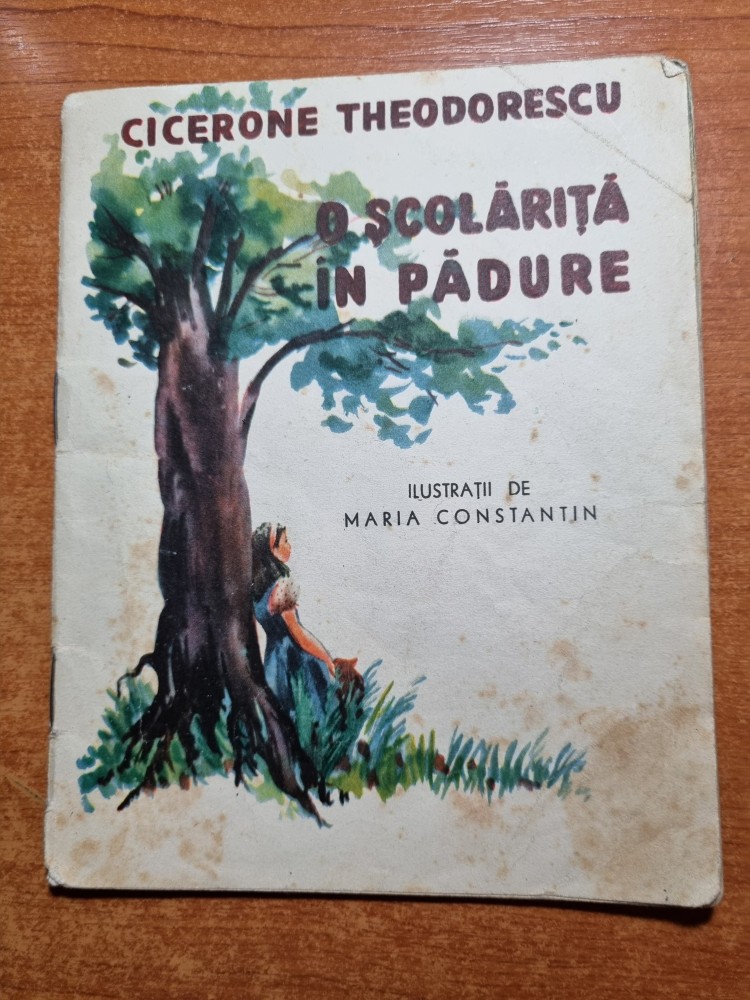 CICERONE THEODORESCU
O ȘCOLĂRIȚĂ
ÎN PĂDURE
ILUSTRAȚII DE
MARIA CONSTANTIN